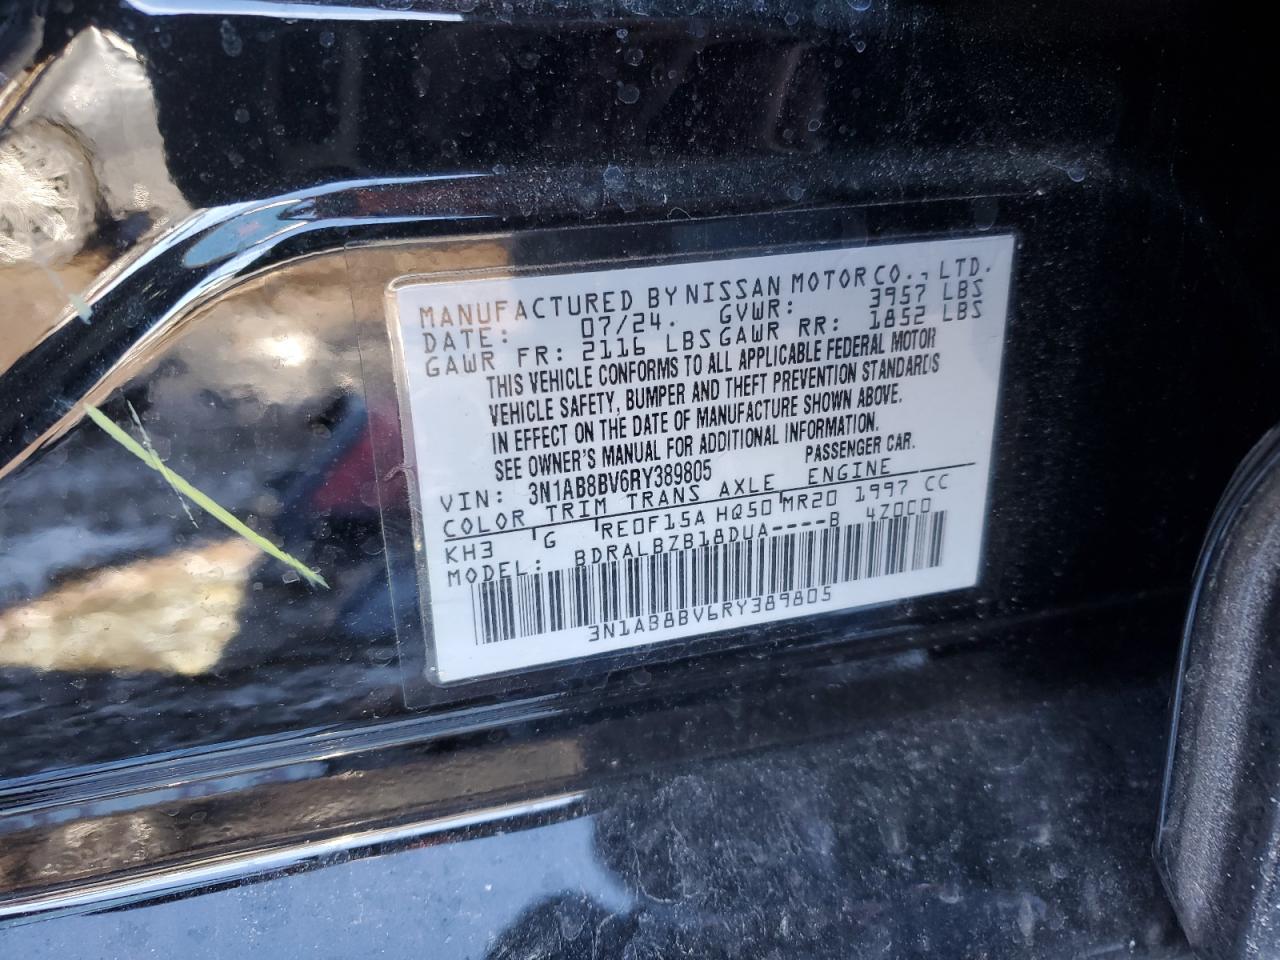 MANUFACTURED BY NISSAN MOTOR CO., LTD.
DATE: 07/24. GVWR: 3957 LBS
GAWR FR: 2116 LBS GAWR RR: 1852 LBS
THIS VEHICLE CONFORMS TO ALL APPLICABLE FEDERAL MOTOR
VEHICLE SAFETY, BUMPER AND THEFT PREVENTION STANDARDS
IN EFFECT ON THE DATE OF MANUFACTURE SHOWN ABOVE.
SEE OWNER'S MANUAL FOR ADDITIONAL INFORMATION.
VIN: 3N1AB8BV6RY389805 PASSENGER CAR.
COLOR TRIM TRANS AXLE ENGINE
KH3 G RE0F15A HQ50 MR20 1997 CC
MODEL: BDRALBZB18DUA----B 4Z0C0
3N1AB8BV6RY389805